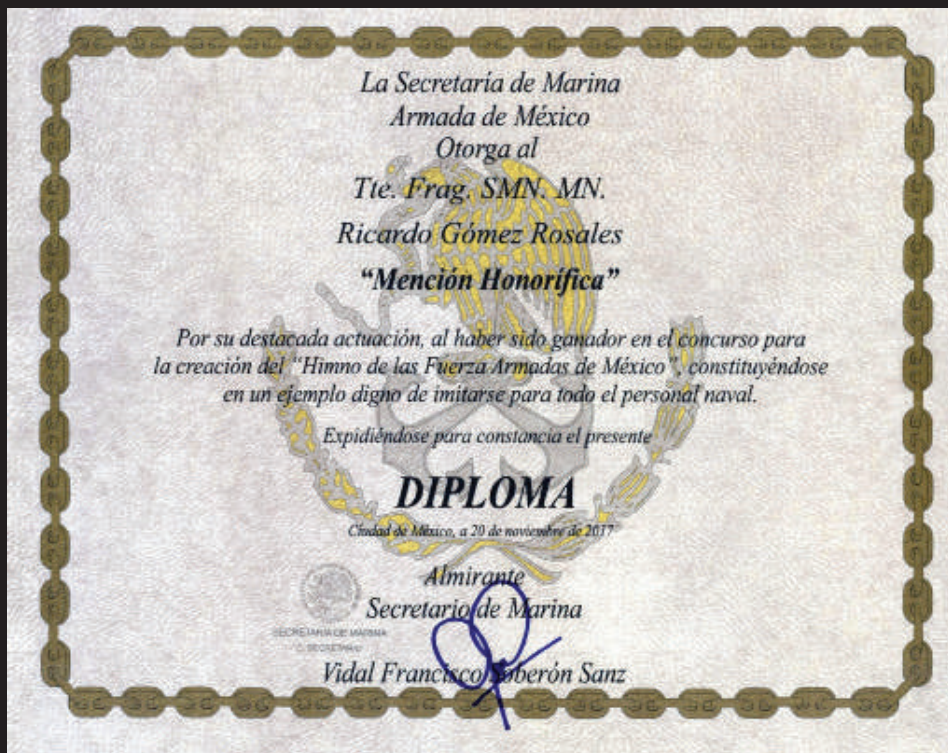 La Secretaría de Marina
Armada de México
Otorga al
Tte. Frag. SMN. MN.
Ricardo Gómez Rosales
“Mención Honorífica”
Por su destacada actuación, al haber sido ganador en el concurso para
la creación del “Himno de las Fuerza Armadas de México”, constituyéndose
en un ejemplo digno de imitarse para todo el personal naval.
Expidiéndose para constancia el presente
DIPLOMA
Ciudad de México, a 20 de noviembre de 2017
Almirante
Secretario de Marina
SECRETARIA DE MARINA
C. SECRETARIO
Vidal Francisco Soberón Sanz